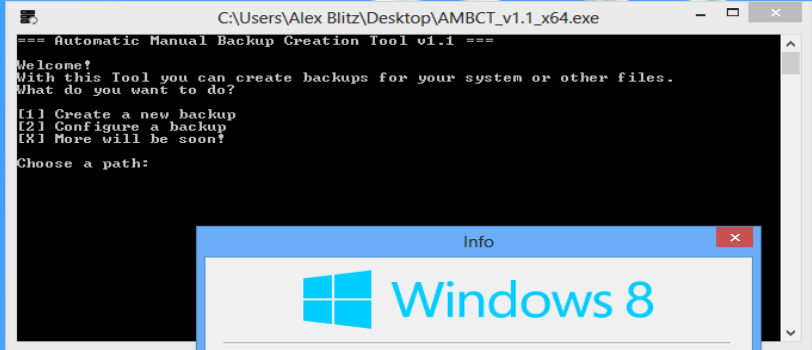 C:\Users\Alex Blitz\Desktop\AMBCT_v1.1_x64.exe
=== Automatic Manual Backup Creation Tool v1.1 ===
Welcome!
With this Tool you can create backups for your system or other files.
What do you want to do?
[1] Create a new backup
[2] Configure a backup
[X] More will be soon!
Choose a path:
Info
Windows 8